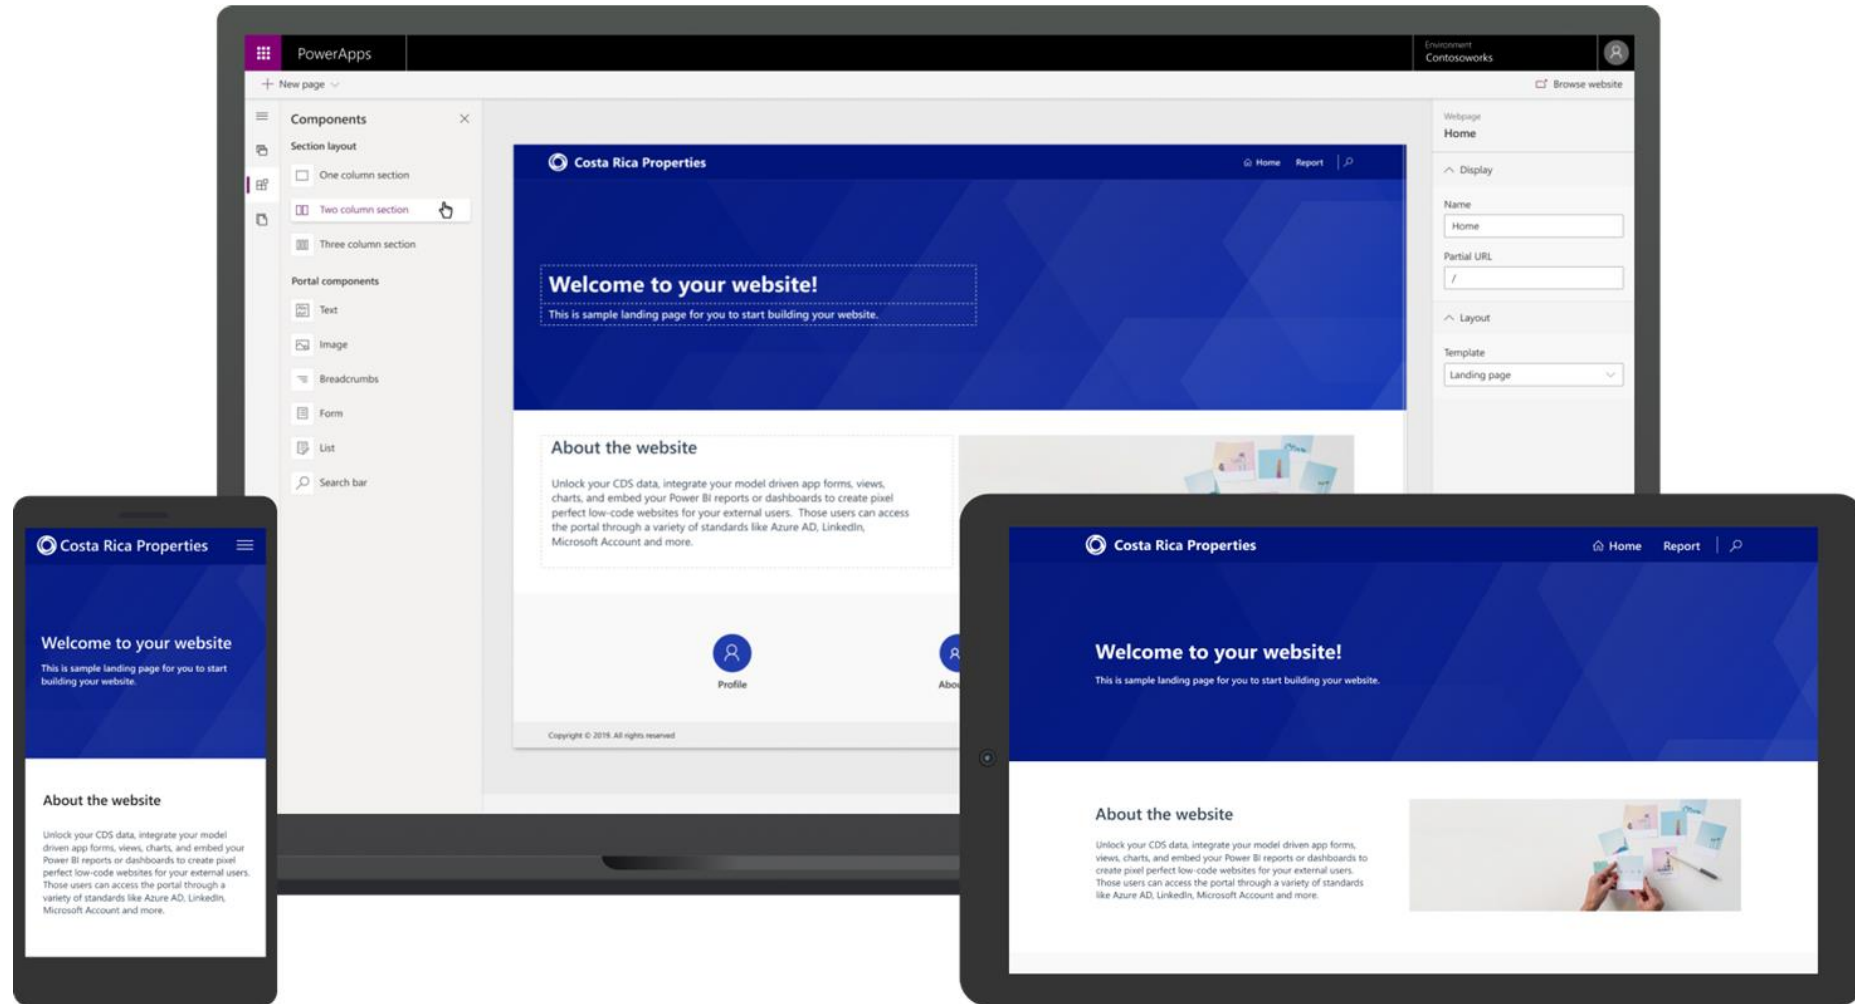 PowerApps
Environment
Contosoworks
New page
Browse website
Components
Section layout
One column section
Two column section
Three column section
Portal components
Text
Image
Breadcrumbs
Form
List
Search bar
Costa Rica Properties
Home Report
Welcome to your website!
This is sample landing page for you to start building your website.
About the website
Unlock your CDS data, integrate your model driven app forms, views,
charts, and embed your Power BI reports or dashboards to create pixel
perfect low-code websites for your external users. Those users can access
the portal through a variety of standards like Azure AD, LinkedIn,
Microsoft Account and more.
Profile
Copyright © 2019. All rights reserved
Webpage
Home
Display
Name
Home
Partial URL
/
Layout
Template
Landing page
Costa Rica Properties
Welcome to your website
This is sample landing page for you to start
building your website.
About the website
Unlock your CDS data, integrate your model
driven app forms, views, charts, and embed your
Power BI reports or dashboards to create pixel
perfect low-code websites for your external users.
Those users can access the portal through a
variety of standards like Azure AD, LinkedIn,
Microsoft Account and more.
Costa Rica Properties
Home Report
Welcome to your website!
This is sample landing page for you to start building your website.
About the website
Unlock your CDS data, integrate your model driven app forms,
views, charts, and embed your Power BI reports or dashboards to
create pixel perfect low-code websites for your external users.
Those users can access the portal through a variety of standards
like Azure AD, LinkedIn, Microsoft Account and more.